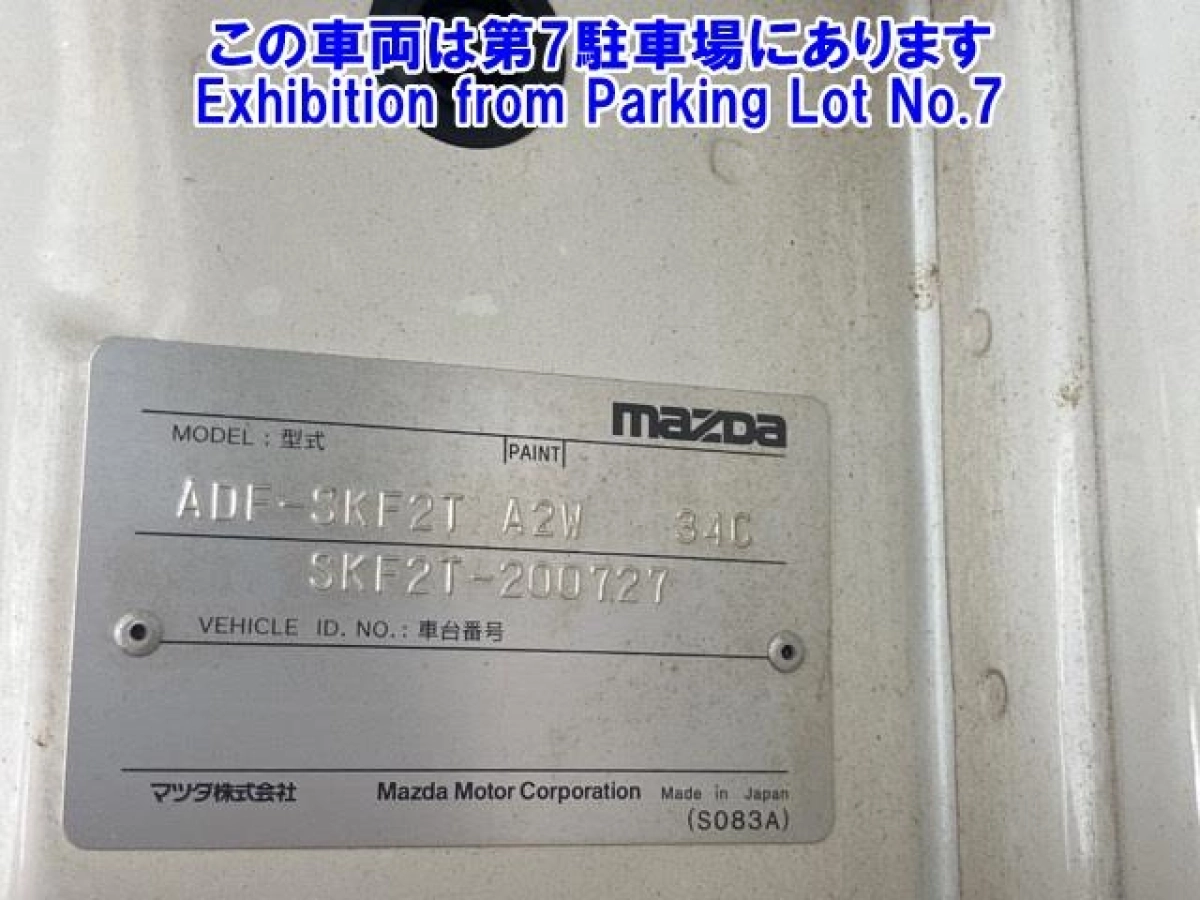 この車両は第7駐車場にあります
Exhibition from Parking Lot No.7
mazda
MODEL ; 型式
PAINT
ADF-SKF2T A2W 34C
SKF2T-200727
VEHICLE ID. NO. : 車台番号
マツダ株式会社 Mazda Motor Corporation Made in Japan
(S083A)